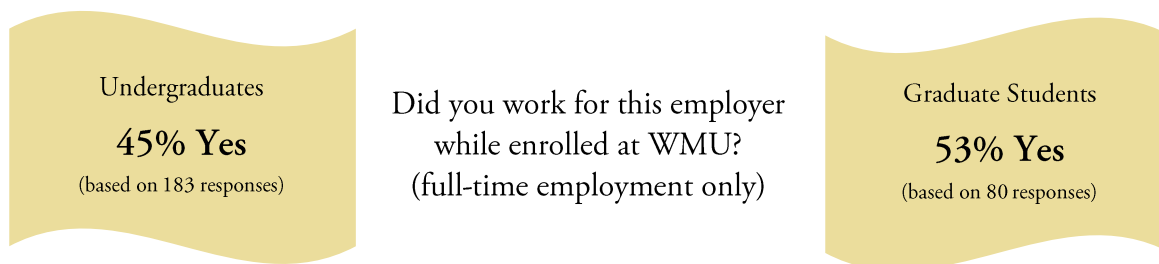 Undergraduates
45% Yes
(based on 183 responses)
Did you work for this employer
while enrolled at WMU?
(full-time employment only)
Graduate Students
53% Yes
(based on 80 responses)